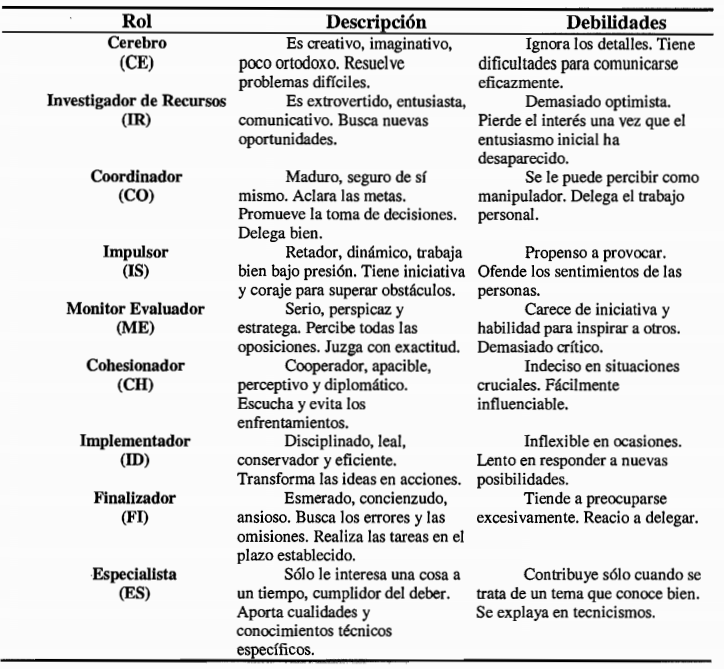 Rol Descripción Debilidades
Cerebro
(CE)
Es creativo, imaginativo,
poco ortodoxo. Resuelve
problemas difíciles.
Ignora los detalles. Tiene
dificultades para comunicarse
eficazmente.
Investigador de Recursos
(IR)
Es extrovertido, entusiasta,
comunicativo. Busca nuevas
oportunidades.
Demasiado optimista.
Pierde el interés una vez que el
entusiasmo inicial ha
desaparecido.
Coordinador
(CO)
Maduro, seguro de sí
mismo. Aclara las metas.
Promueve la toma de decisiones.
Delega bien.
Se le puede percibir como
manipulador. Delega el trabajo
personal.
Impulsor
(IS)
Retador, dinámico, trabaja
bien bajo presión. Tiene iniciativa
y coraje para superar obstáculos.
Propenso a provocar.
Ofende los sentimientos de las
personas.
Monitor Evaluador
(ME)
Serio, perspicaz y
estratega. Percibe todas las
oposiciones. Juzga con exactitud.
Carece de iniciativa y
habilidad para inspirar a otros.
Demasiado crítico.
Cohesionador
(CH)
Cooperador, apacible,
perceptivo y diplomático.
Escucha y evita los
enfrentamientos.
Indeciso en situaciones
cruciales. Fácilmente
influenciable.
Implementador
(ID)
Disciplinado, leal,
conservador y eficiente.
Transforma las ideas en acciones.
Inflexible en ocasiones.
Lento en responder a nuevas
posibilidades.
Finalizador
(FI)
Esmerado, concienzudo,
ansioso. Busca los errores y las
omisiones. Realiza las tareas en el
plazo establecido.
Tiende a preocuparse
excesivamente. Reacio a delegar.
Especialista
(ES)
Sólo le interesa una cosa a
un tiempo, cumplidor del deber.
Aporta cualidades y
conocimientos técnicos
específicos.
Contribuye sólo cuando se
trata de un tema que conoce bien.
Se explaya en tecnicismos.